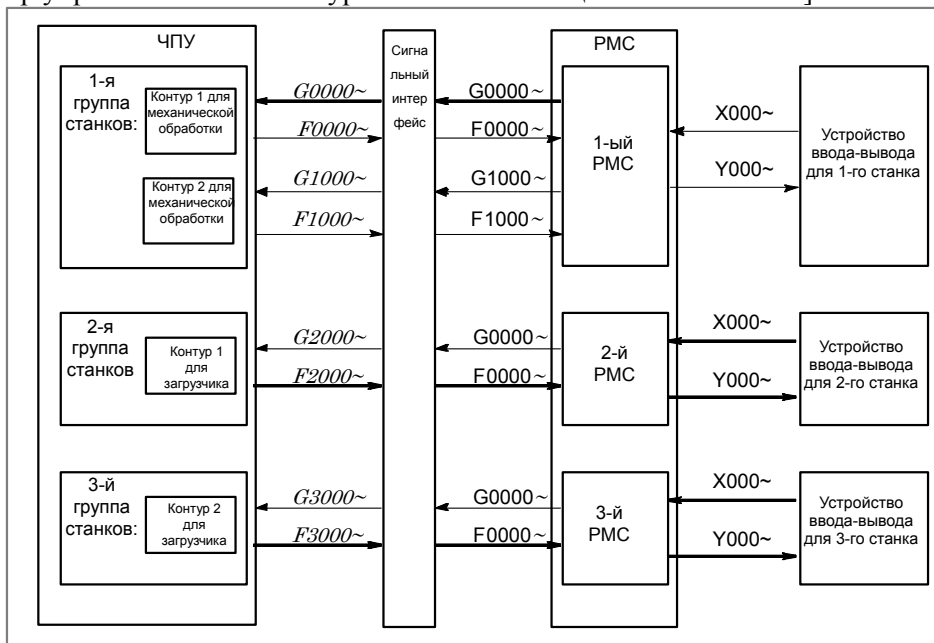 ЧПУ
1-я
группа
станков:
Контур 1 для
механической
обработки
Контур 2 для
механической
обработки
G0000~
F0000~
G1000~
F1000~
Сигна
льный
интер
фейс
G0000~
F0000~
G1000~
F1000~
PMC
1-ый
PMC
X000~
Y000~
Устройство
ввода-вывода
для 1-го станка
2-я
группа
станков
Контур 1
для
загрузчика
G2000~
F2000~
G0000~
F0000~
2-й
PMC
X000~
Y000~
Устройство
ввода-вывода
для 2-го станка
3-й
группа
станков:
Контур 2
для
загрузчика
G3000~
F3000~
G0000~
F0000~
3-й
PMC
X000~
Y000~
Устройство
ввода-вывода
для 3-го станка